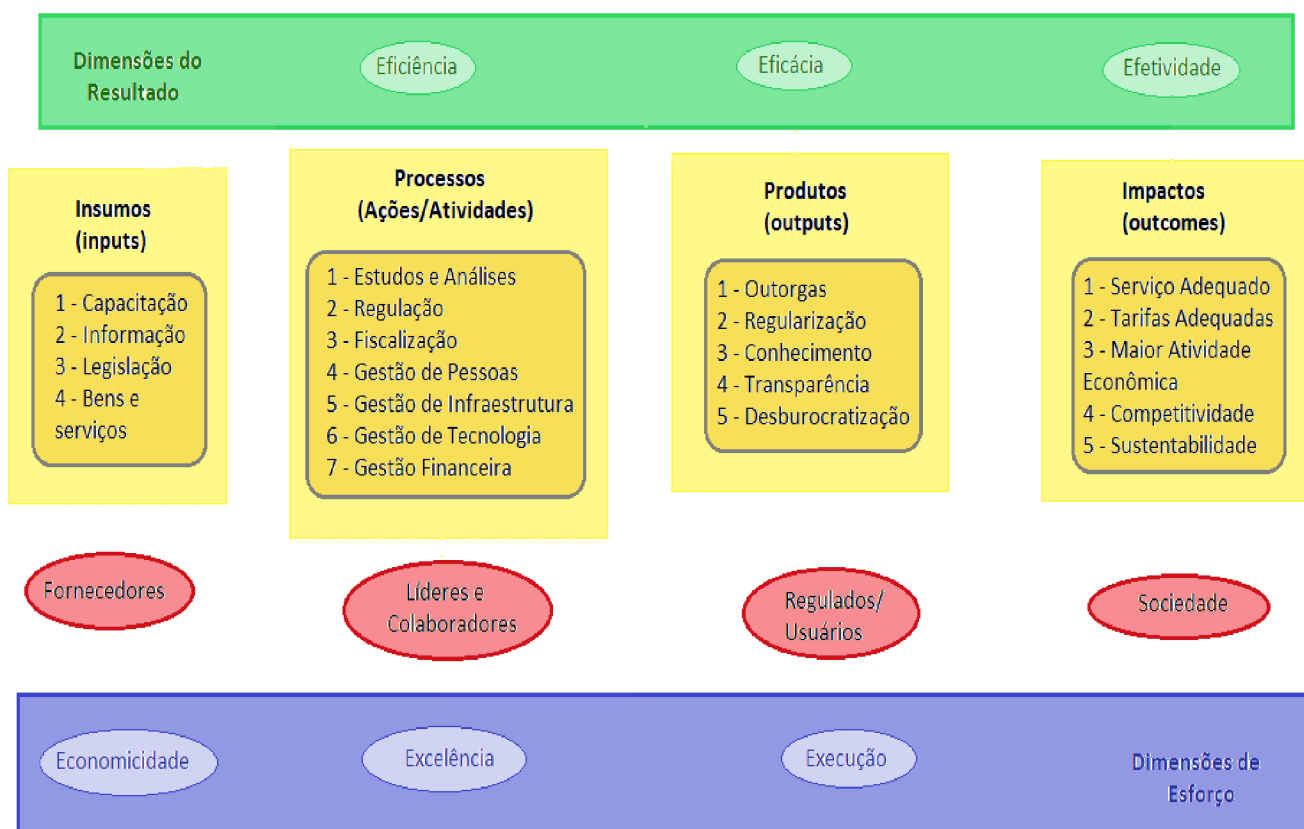 Dimensões do
Resultado
Eficiência
Eficácia
Efetividade
Insumos
(inputs)
1 - Capacitação
2 - Informação
3 - Legislação
4 - Bens e
serviços
Processos
(Ações/Atividades)
1 - Estudos e Análises
2 - Regulação
3 - Fiscalização
4 - Gestão de Pessoas
5 - Gestão de Infraestrutura
6 - Gestão de Tecnologia
7 - Gestão Financeira
Produtos
(outputs)
1 - Outorgas
2 - Regularização
3 - Conhecimento
4 - Transparência
5 - Desburocratização
Impactos
(outcomes)
1 - Serviço Adequado
2 - Tarifas Adequadas
3 - Maior Atividade
Econômica
4 - Competitividade
5 - Sustentabilidade
Fornecedores
Líderes e
Colaboradores
Regulados/
Usuários
Sociedade
Economicidade
Excelência
Execução
Dimensões de
Esforço